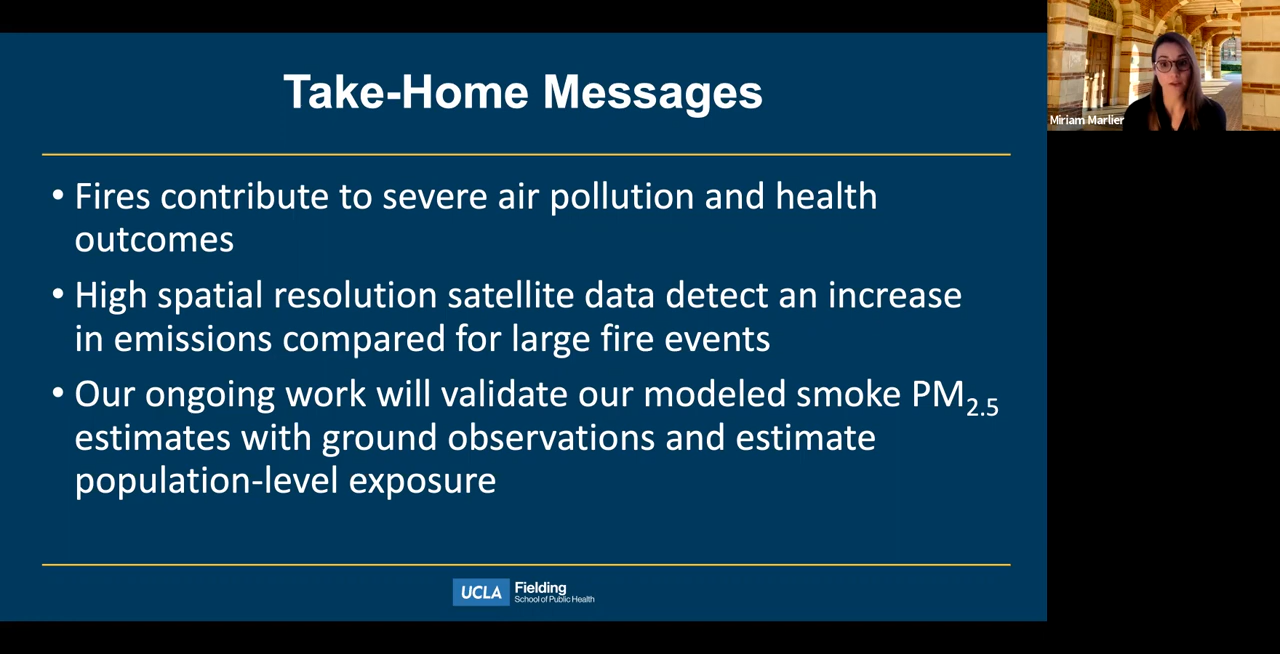 Take-Home Messages
• Fires contribute to severe air pollution and health
outcomes
• High spatial resolution satellite data detect an increase
in emissions compared for large fire events
• Our ongoing work will validate our modeled smoke PM2.5
estimates with ground observations and estimate
population-level exposure
UCLA Fielding
School of Public Health
Miriam Marlier